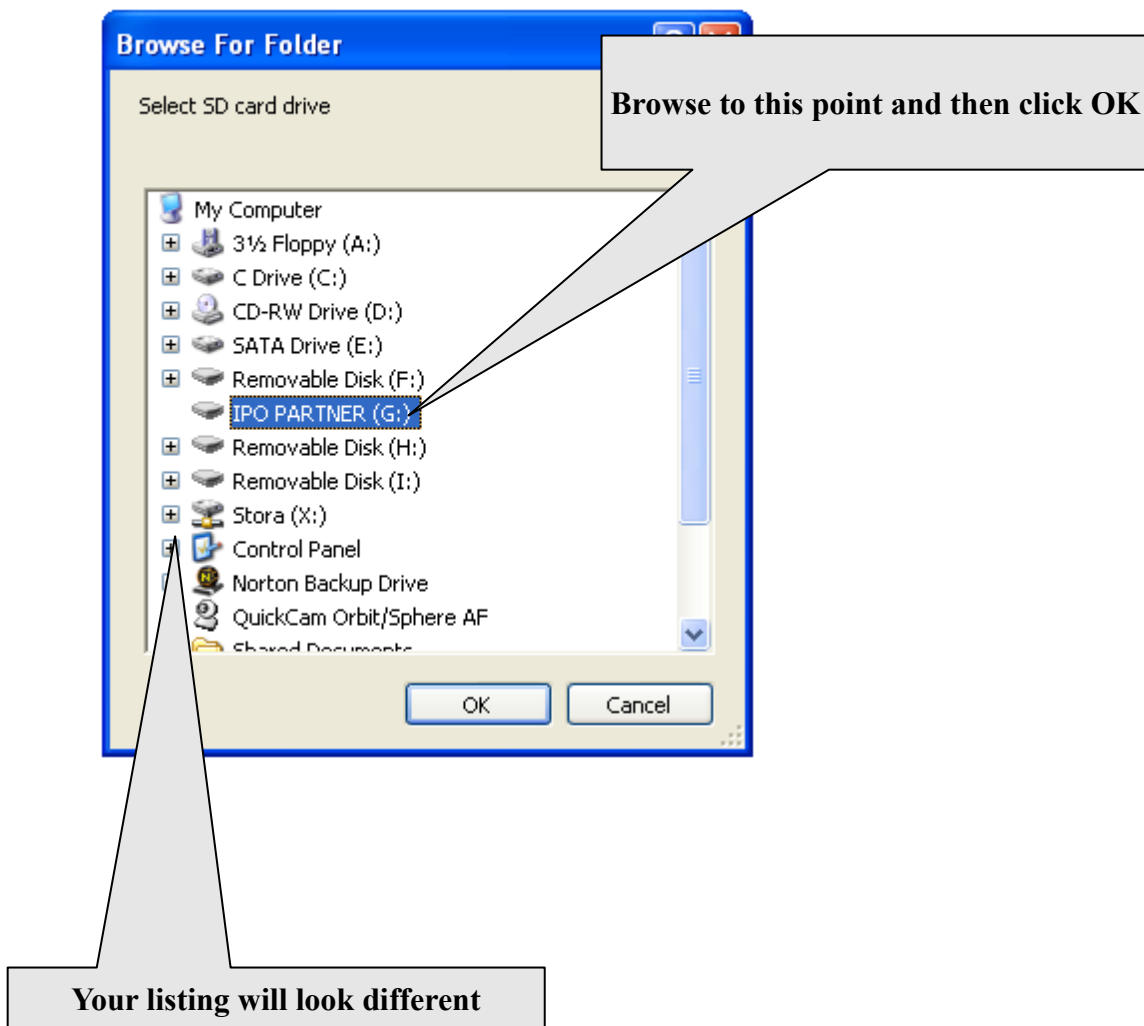 Browse For Folder
Browse to this point and then click OK
Select SD card drive
My Computer
3½ Floppy (A:)
C Drive (C:)
CD-RW Drive (D:)
SATA Drive (E:)
Removable Disk (F:)
IPO PARTNER (G:)
Removable Disk (H:)
Removable Disk (I:)
Stora (X:)
Control Panel
Norton Backup Drive
QuickCam Orbit/Sphere AF
Shared Documents
OK Cancel
Your listing will look different